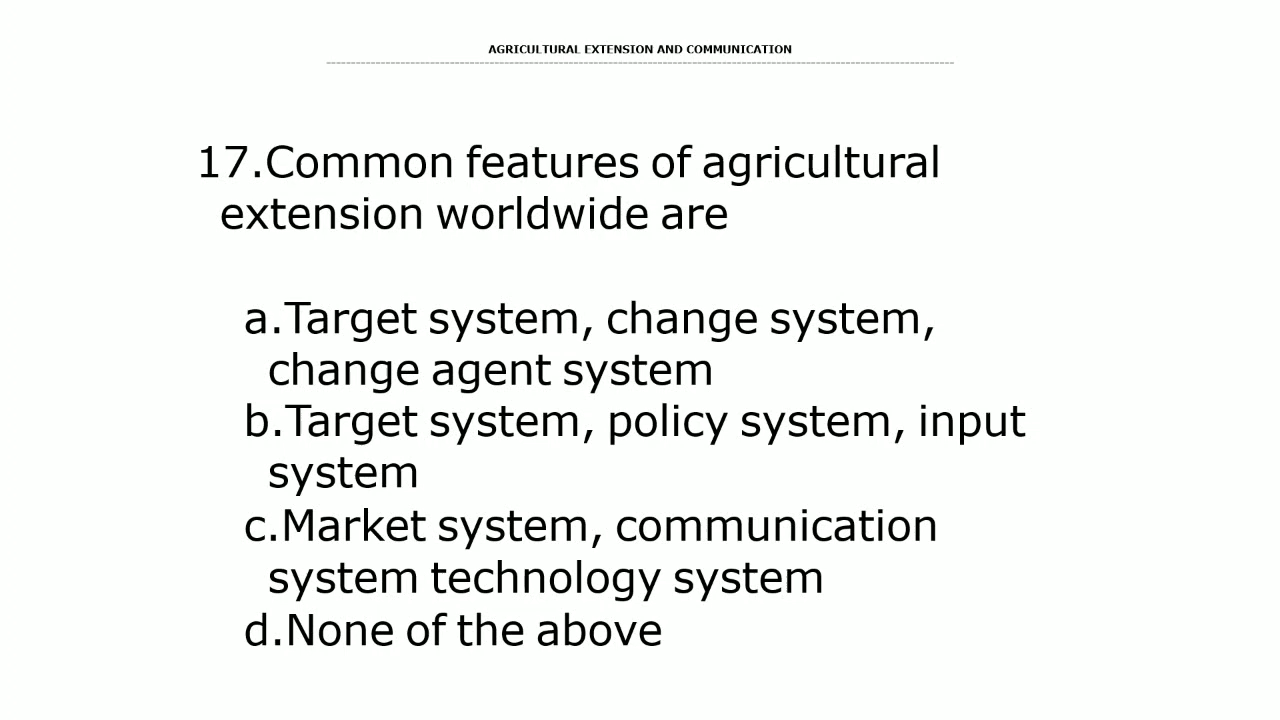 AGRICULTURAL EXTENSION AND COMMUNICATION
17.Common features of agricultural
extension worldwide are
a.Target system, change system,
change agent system
b.Target system, policy system, input
system
c.Market system, communication
system technology system
d.None of the above